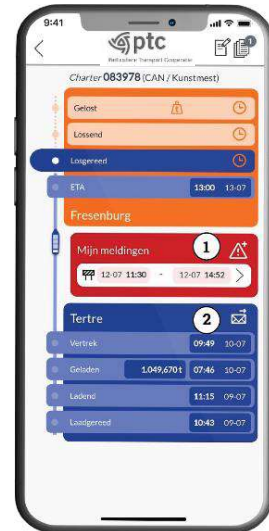 9:41
ptc
Rotterdamse Transport Cooperatie
Charter 083978 (CAN / Kunstmest)
Gelost
Lossend
Losgereed
ETA 13:00 13-07
Fresenburg
Mijn meldingen 1
12-07 11:30 - 12-07 14:52
Tertre 2
Vertrek 09:49 10-07
Geladen 1.049,670 t 07:46 10-07
Ladend 11:15 09-07
Laadgereed 10:43 09-07